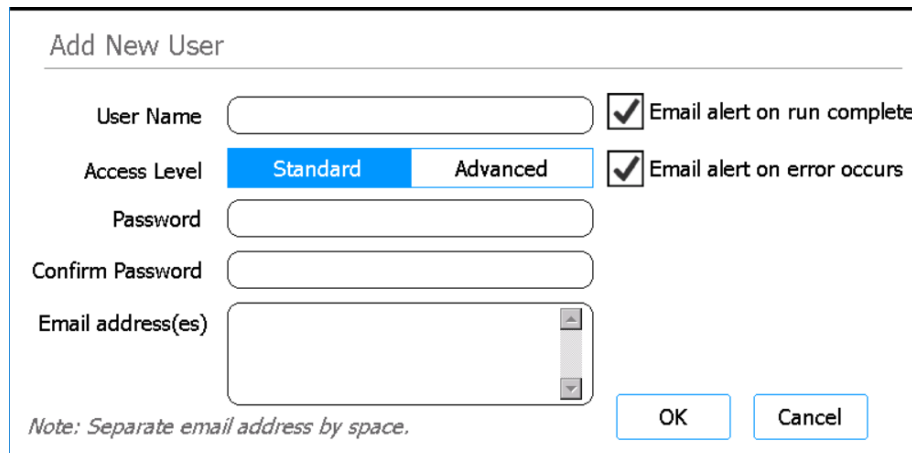 Add New User
User Name
Email alert on run complete
Access Level
Standard
Advanced
Email alert on error occurs
Password
Confirm Password
Email address(es)
Note: Separate email address by space.
OK
Cancel